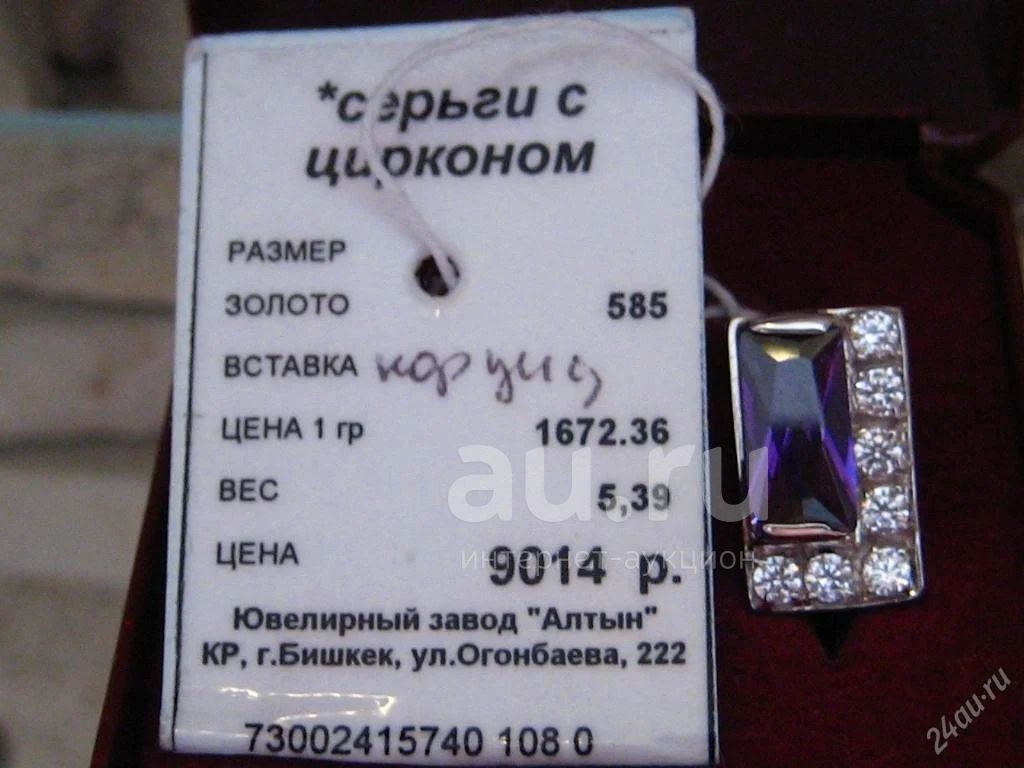 *серьги с
цирконом
РАЗМЕР
ЗОЛОТО 585
ВСТАВКА корунд
ЦЕНА 1 гр 1672.36
ВЕС 5,39
ЦЕНА 9014 р.
Ювелирный завод "Алтын"
КР, г.Бишкек, ул.Огонбаева, 222
73002415740 108 0
au.ru
интернет-аукцион
24au.ru